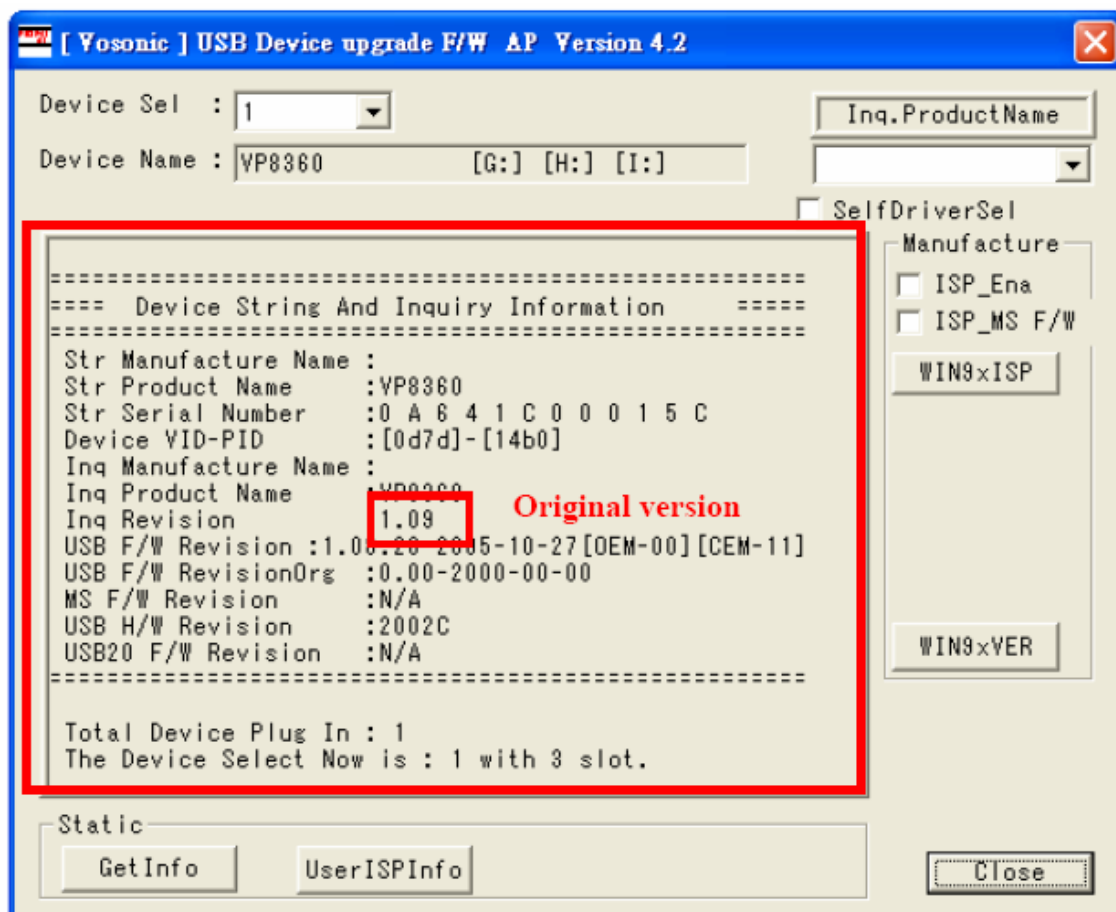 [ Vosonic ] USB Device upgrade F/W AP Version 4.2
Device Sel : 1
Inq.ProductName
Device Name : VP8360 [G:] [H:] [I:]
SelfDriverSel
Manufacture
ISP_Ena
ISP_MS F/W
WIN9xISP
WIN9xVER
=====================================================
==== Device String And Inquiry Information =====
=====================================================
Str Manufacture Name :
Str Product Name :VP8360
Str Serial Number :0 A 6 4 1 C 0 0 0 1 5 C
Device VID-PID :[0d7d]-[14b0]
Inq Manufacture Name :
Inq Product Name :VP8360
Inq Revision 1.09 Original version
USB F/W Revision 2005-10-27[OEM-00][CEM-11]
USB F/W RevisionOrg :0.00-2000-00-00
MS F/W Revision :N/A
USB H/W Revision :2002C
USB20 F/W Revision :N/A
=====================================================
Total Device Plug In : 1
The Device Select Now is : 1 with 3 slot.
Static
GetInfo
UserISPInfo
Close